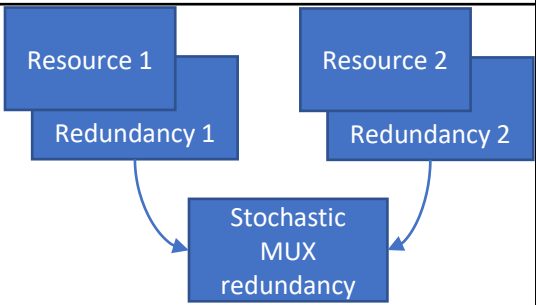 Resource 1
Redundancy 1
Resource 2
Redundancy 2
Stochastic
MUX
redundancy